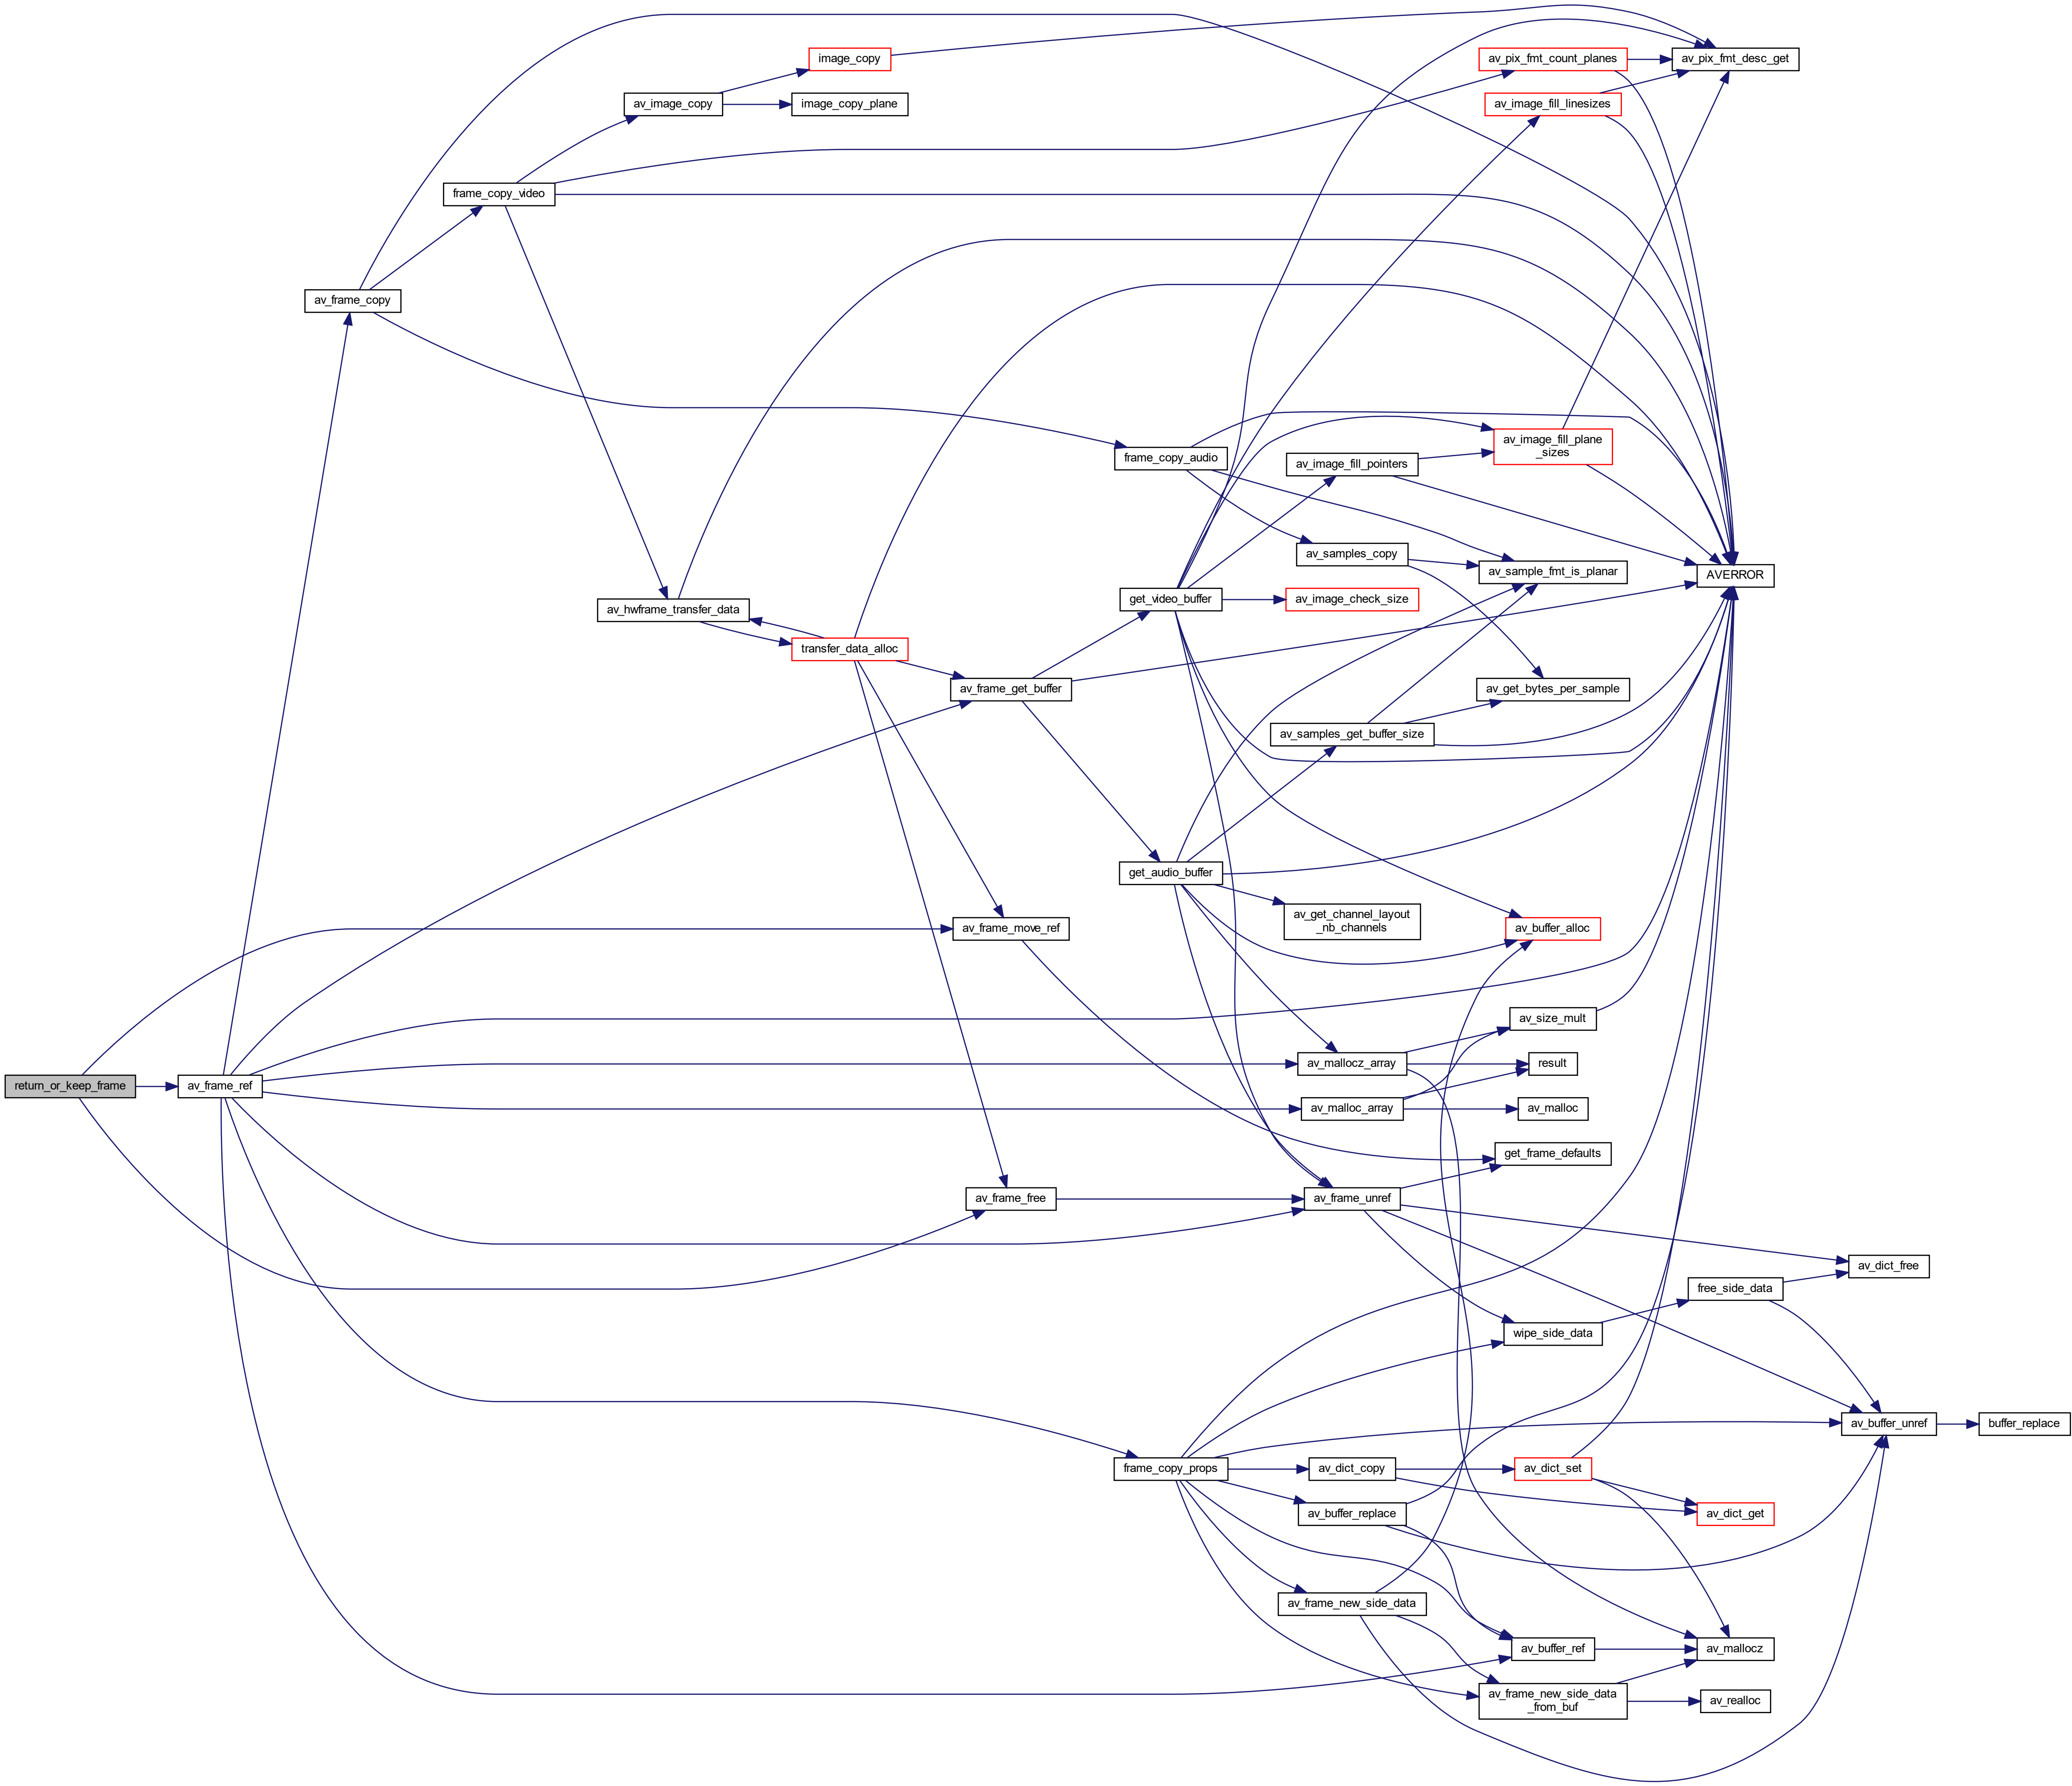 image_copy
av_pix_fmt_count_planes
av_pix_fmt_desc_get
av_image_copy
image_copy_plane
av_image_fill_linesizes
frame_copy_video
av_frame_copy
frame_copy_audio
av_image_fill_pointers
av_image_fill_plane
_sizes
av_samples_copy
av_sample_fmt_is_planar
AVERROR
av_hwframe_transfer_data
get_video_buffer
av_image_check_size
transfer_data_alloc
av_frame_get_buffer
av_get_bytes_per_sample
av_samples_get_buffer_size
get_audio_buffer
av_get_channel_layout
_nb_channels
av_frame_move_ref
av_buffer_alloc
av_size_mult
av_mallocz_array
result
return_or_keep_frame
av_frame_ref
av_malloc_array
av_malloc
get_frame_defaults
av_frame_free
av_frame_unref
av_dict_free
free_side_data
wipe_side_data
av_buffer_unref
buffer_replace
frame_copy_props
av_dict_copy
av_dict_set
av_buffer_replace
av_dict_get
av_frame_new_side_data
av_buffer_ref
av_mallocz
av_frame_new_side_data
_from_buf
av_realloc